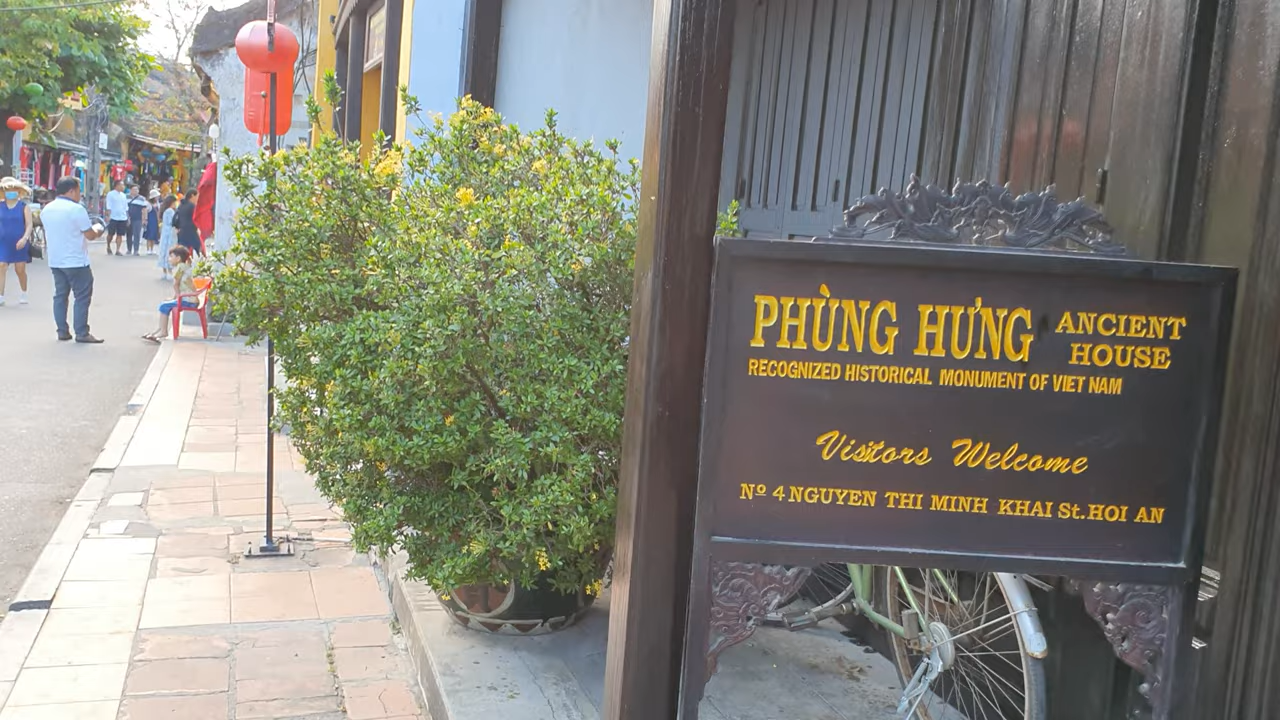 PHÙNG HƯNG ANCIENT HOUSE
RECOGNIZED HISTORICAL MONUMENT OF VIET NAM
Visitors Welcome
Nº 4 NGUYEN THI MINH KHAI St. HOI AN